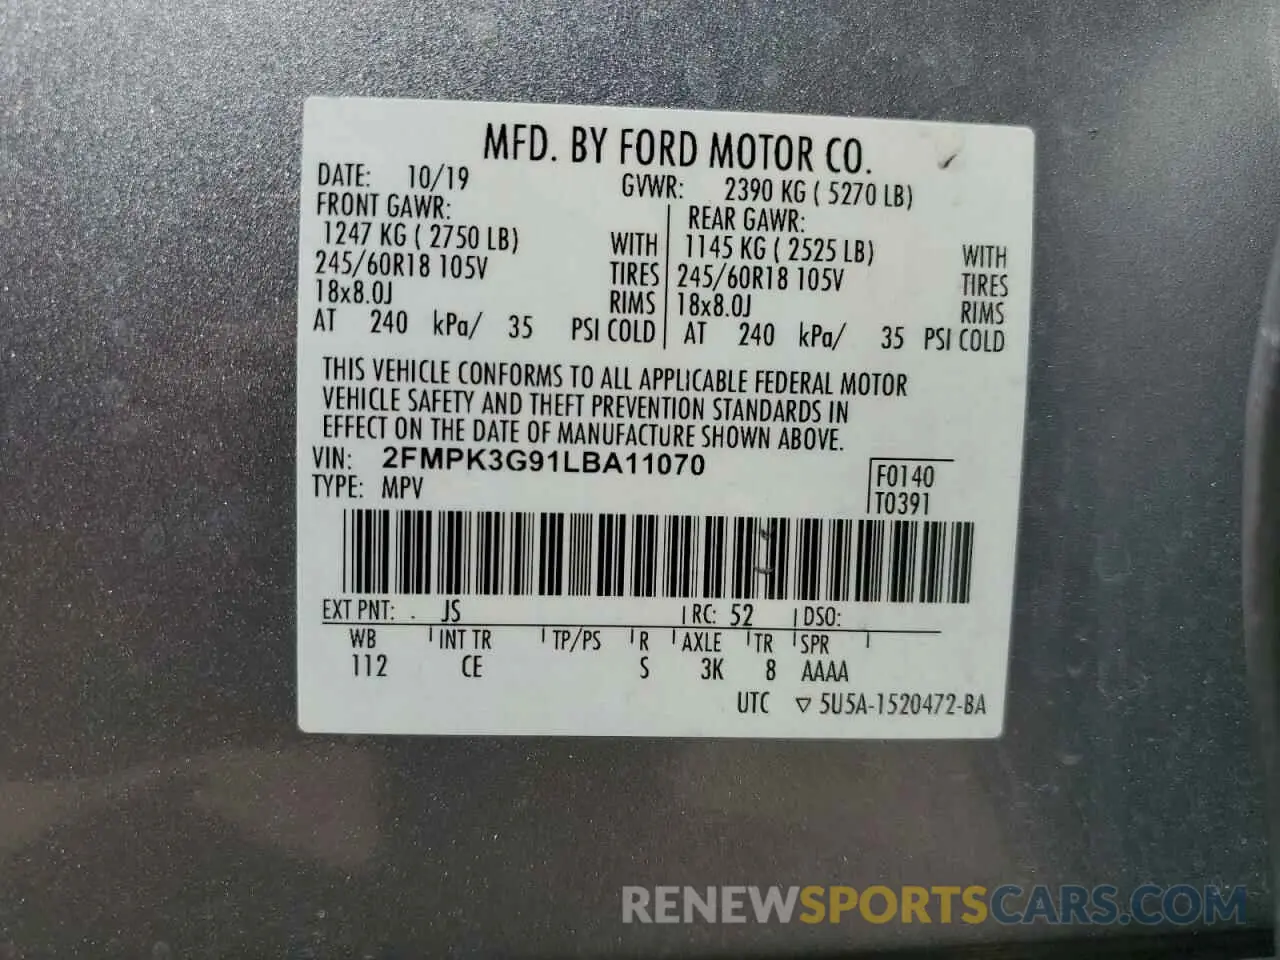 MFD. BY FORD MOTOR CO.
DATE: 10/19 GVWR: 2390 KG ( 5270 LB)
FRONT GAWR: REAR GAWR:
1247 KG ( 2750 LB) WITH 1145 KG ( 2525 LB) WITH
245/60R18 105V TIRES 245/60R18 105V TIRES
18x8.0J RIMS 18x8.0J RIMS
AT 240 kPa/ 35 PSI COLD AT 240 kPa/ 35 PSI COLD
THIS VEHICLE CONFORMS TO ALL APPLICABLE FEDERAL MOTOR
VEHICLE SAFETY AND THEFT PREVENTION STANDARDS IN
EFFECT ON THE DATE OF MANUFACTURE SHOWN ABOVE.
VIN: 2FMPK3G91LBA11070 F0140
TYPE: MPV T0391
EXT PNT: . JS RC: 52 DSO:
WB INT TR TP/PS R AXLE TR SPR
112 CE S 3K 8 AAAA
UTC ▽ 5U5A-1520472-BA
RENEWSPORTSCARS.COM